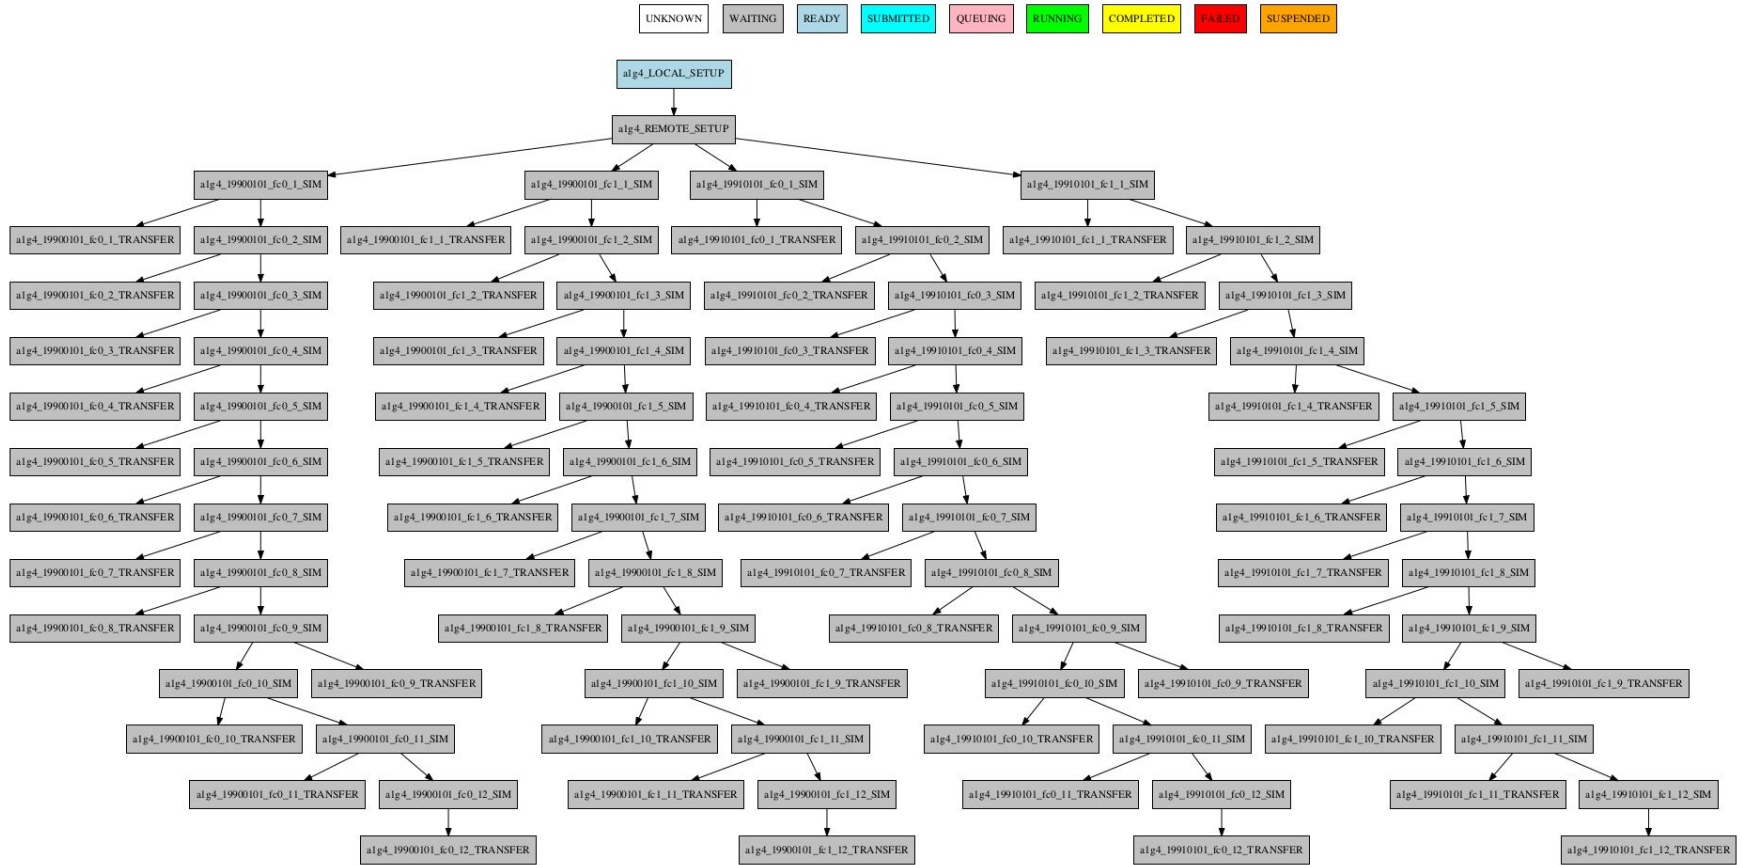 UNKNOWN WAITING READY SUBMITTED QUEUING RUNNING COMPLETED FAILED SUSPENDED
a1g4_LOCAL_SETUP
a1g4_REMOTE_SETUP
a1g4_19900101_fc0_1_SIM a1g4_19900101_fc1_1_SIM a1g4_19910101_fc0_1_SIM a1g4_19910101_fc1_1_SIM
a1g4_19900101_fc0_1_TRANSFER a1g4_19900101_fc0_2_SIM a1g4_19900101_fc1_1_TRANSFER a1g4_19900101_fc1_2_SIM a1g4_19910101_fc0_1_TRANSFER a1g4_19910101_fc0_2_SIM a1g4_19910101_fc1_1_TRANSFER a1g4_19910101_fc1_2_SIM
a1g4_19900101_fc0_2_TRANSFER a1g4_19900101_fc0_3_SIM a1g4_19900101_fc1_2_TRANSFER a1g4_19900101_fc1_3_SIM a1g4_19910101_fc0_2_TRANSFER a1g4_19910101_fc0_3_SIM a1g4_19910101_fc1_2_TRANSFER a1g4_19910101_fc1_3_SIM
a1g4_19900101_fc0_3_TRANSFER a1g4_19900101_fc0_4_SIM a1g4_19900101_fc1_3_TRANSFER a1g4_19900101_fc1_4_SIM a1g4_19910101_fc0_3_TRANSFER a1g4_19910101_fc0_4_SIM a1g4_19910101_fc1_3_TRANSFER a1g4_19910101_fc1_4_SIM
a1g4_19900101_fc0_4_TRANSFER a1g4_19900101_fc0_5_SIM a1g4_19900101_fc1_4_TRANSFER a1g4_19900101_fc1_5_SIM a1g4_19910101_fc0_4_TRANSFER a1g4_19910101_fc0_5_SIM a1g4_19910101_fc1_4_TRANSFER a1g4_19910101_fc1_5_SIM
a1g4_19900101_fc0_5_TRANSFER a1g4_19900101_fc0_6_SIM a1g4_19900101_fc1_5_TRANSFER a1g4_19900101_fc1_6_SIM a1g4_19910101_fc0_5_TRANSFER a1g4_19910101_fc0_6_SIM a1g4_19910101_fc1_5_TRANSFER a1g4_19910101_fc1_6_SIM
a1g4_19900101_fc0_6_TRANSFER a1g4_19900101_fc0_7_SIM a1g4_19900101_fc1_6_TRANSFER a1g4_19900101_fc1_7_SIM a1g4_19910101_fc0_6_TRANSFER a1g4_19910101_fc0_7_SIM a1g4_19910101_fc1_6_TRANSFER a1g4_19910101_fc1_7_SIM
a1g4_19900101_fc0_7_TRANSFER a1g4_19900101_fc0_8_SIM a1g4_19900101_fc1_7_TRANSFER a1g4_19900101_fc1_8_SIM a1g4_19910101_fc0_7_TRANSFER a1g4_19910101_fc0_8_SIM a1g4_19910101_fc1_7_TRANSFER a1g4_19910101_fc1_8_SIM
a1g4_19900101_fc0_8_TRANSFER a1g4_19900101_fc0_9_SIM a1g4_19900101_fc1_8_TRANSFER a1g4_19900101_fc1_9_SIM a1g4_19910101_fc0_8_TRANSFER a1g4_19910101_fc0_9_SIM a1g4_19910101_fc1_8_TRANSFER a1g4_19910101_fc1_9_SIM
a1g4_19900101_fc0_10_SIM a1g4_19900101_fc0_9_TRANSFER a1g4_19900101_fc1_10_SIM a1g4_19900101_fc1_9_TRANSFER a1g4_19910101_fc0_10_SIM a1g4_19910101_fc0_9_TRANSFER a1g4_19910101_fc1_10_SIM a1g4_19910101_fc1_9_TRANSFER
a1g4_19900101_fc0_10_TRANSFER a1g4_19900101_fc0_11_SIM a1g4_19900101_fc1_10_TRANSFER a1g4_19900101_fc1_11_SIM a1g4_19910101_fc0_10_TRANSFER a1g4_19910101_fc0_11_SIM a1g4_19910101_fc1_10_TRANSFER a1g4_19910101_fc1_11_SIM
a1g4_19900101_fc0_11_TRANSFER a1g4_19900101_fc0_12_SIM a1g4_19900101_fc1_11_TRANSFER a1g4_19900101_fc1_12_SIM a1g4_19910101_fc0_11_TRANSFER a1g4_19910101_fc0_12_SIM a1g4_19910101_fc1_11_TRANSFER a1g4_19910101_fc1_12_SIM
a1g4_19900101_fc0_12_TRANSFER a1g4_19900101_fc1_12_TRANSFER a1g4_19910101_fc0_12_TRANSFER a1g4_19910101_fc1_12_TRANSFER